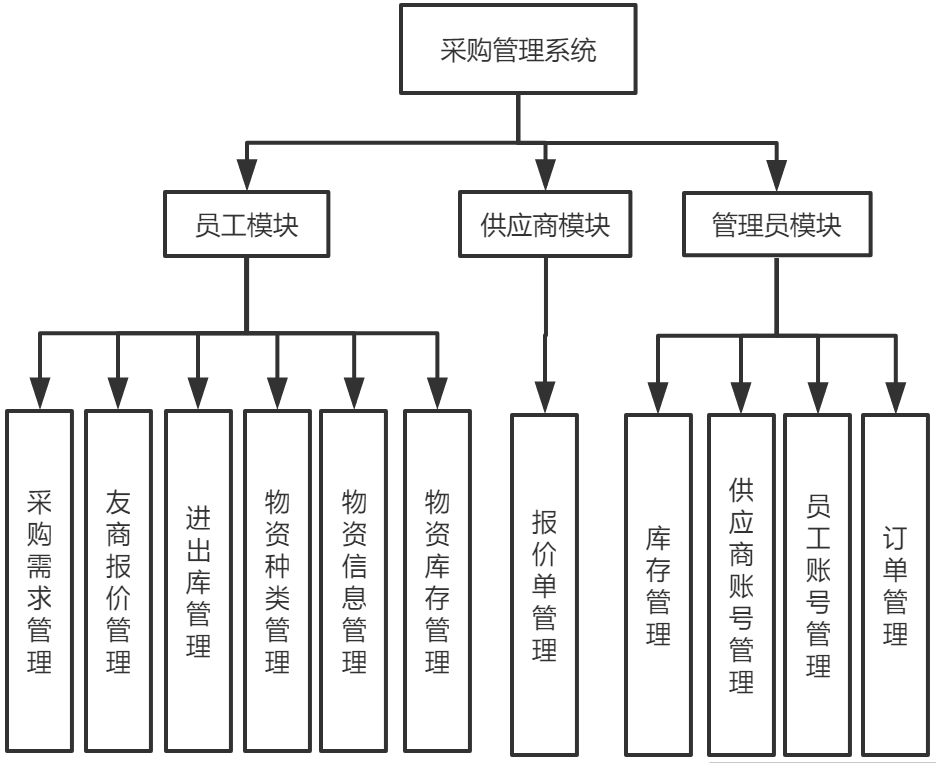 采购管理系统
员工模块
供应商模块
管理员模块
采购需求管理
友商报价管理
进出库管理
物资种类管理
物资信息管理
物资库存管理
报价单管理
库存管理
供应商账号管理
员工账号管理
订单管理